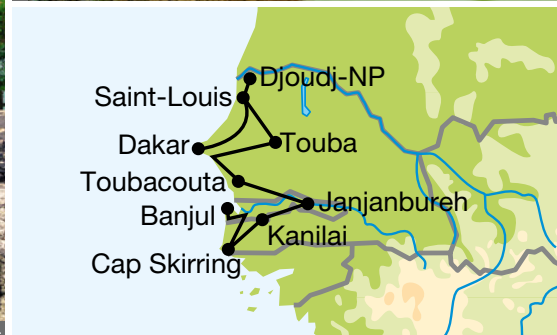 Djoudj-NP
Saint-Louis
Dakar
Touba
Toubacouta
Janjanbureh
Banjul
Kanilai
Cap Skirring